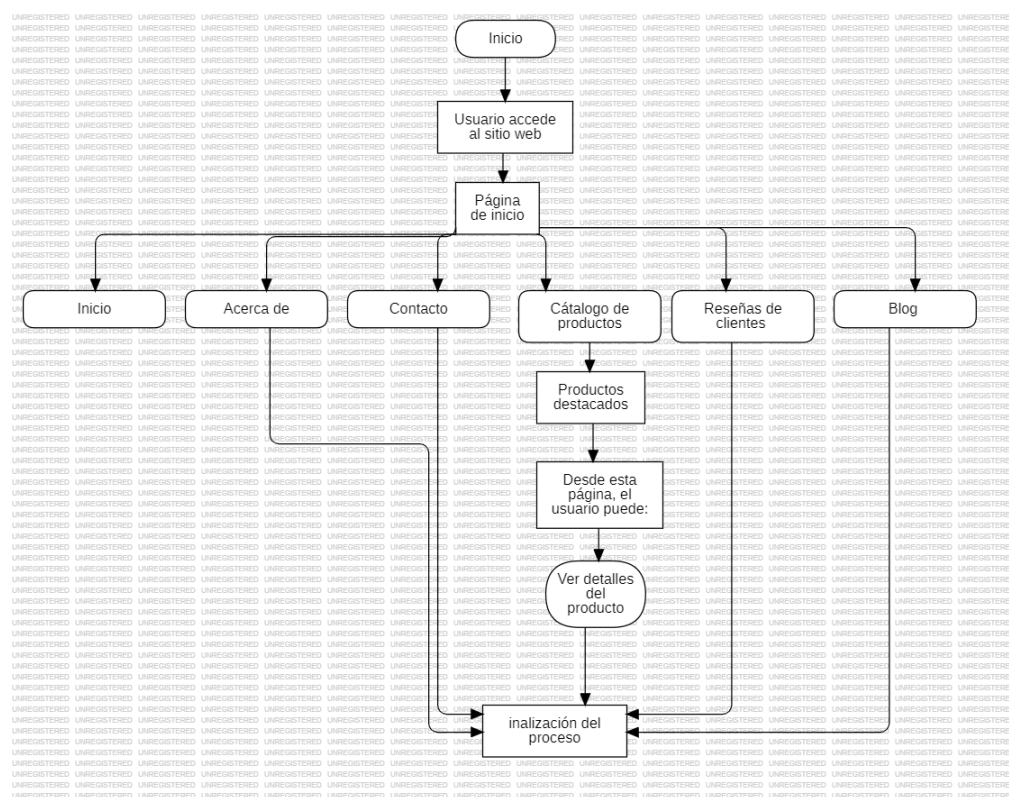 Inicio
Usuario accede
al sitio web
Página
de inicio
Inicio
Acerca de
Contacto
Cátalogo de
productos
Reseñas de
clientes
Blog
Productos
destacados
Desde esta
página, el
usuario puede:
Ver detalles
del
producto
inalización del
proceso
UNREGISTERED